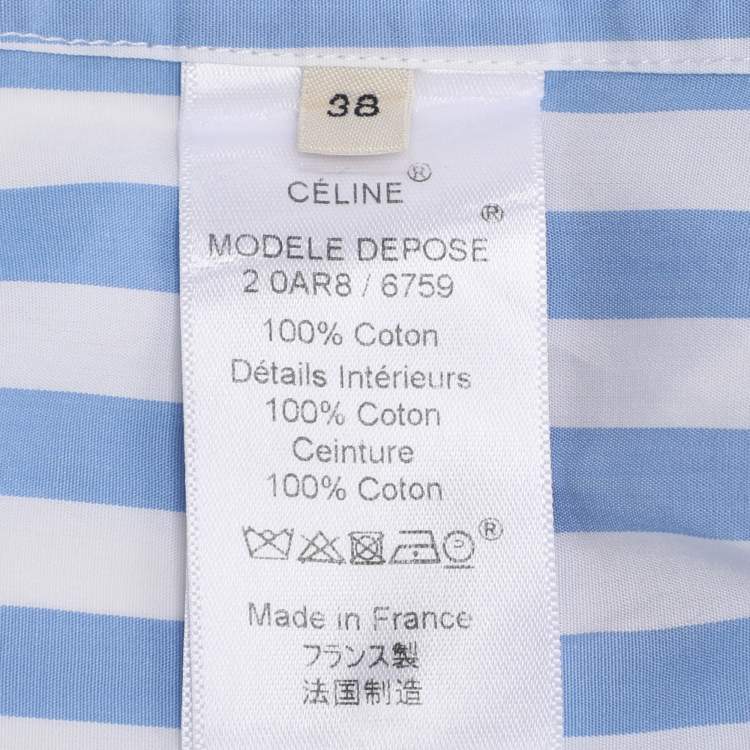 38
CÉLINE®
®
MODELE DEPOSE
2 0AR8 / 6759
100% Coton
Détails Intérieurs
100% Coton
Ceinture
100% Coton
®
Made in France
フランス製
法国制造